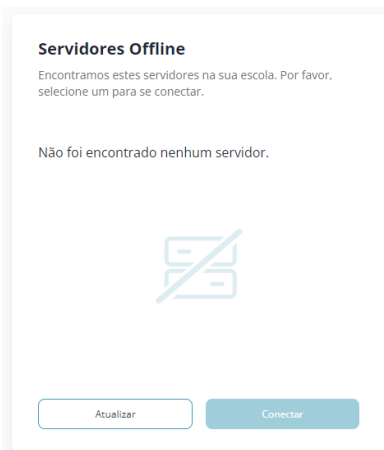 Servidores Offline
Encontramos estes servidores na sua escola. Por favor,
selecione um para se conectar.
Não foi encontrado nenhum servidor.
Atualizar
Conectar